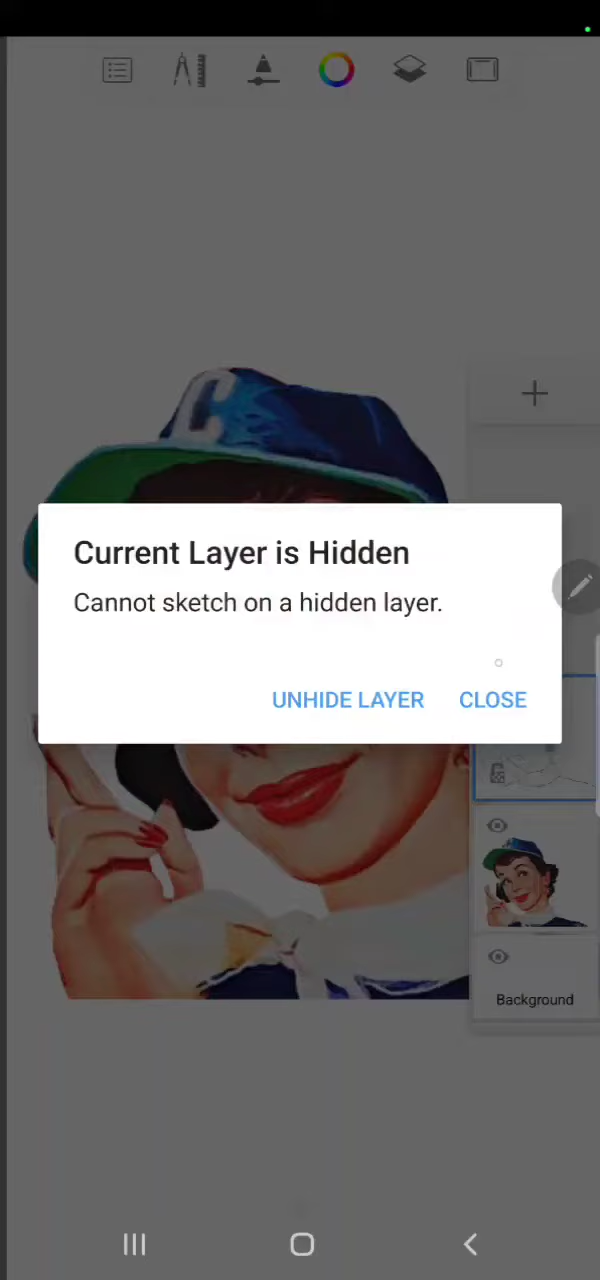 C
Current Layer is Hidden
Cannot sketch on a hidden layer.
UNHIDE LAYER CLOSE
Background